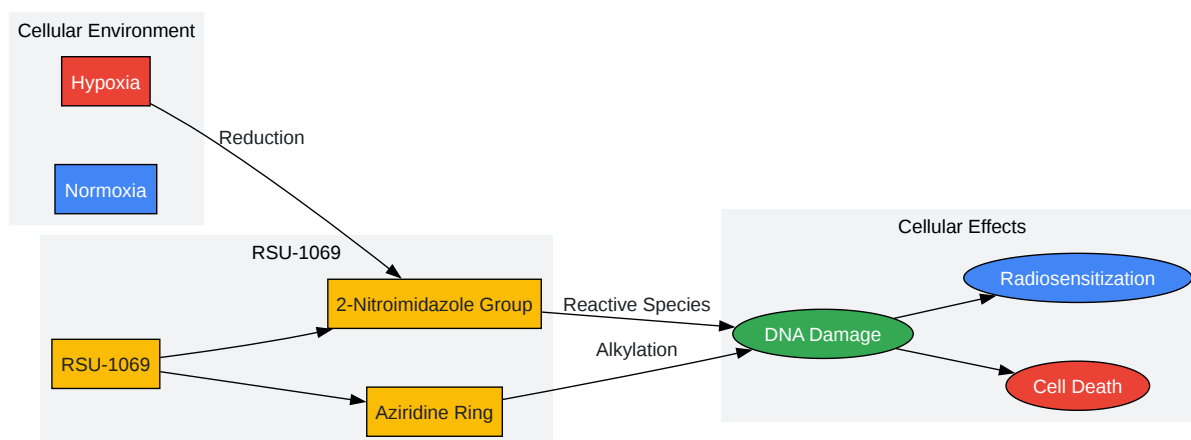 Cellular Environment
Hypoxia
Reduction
Normoxia
RSU-1069
2-Nitroimidazole Group
RSU-1069
Aziridine Ring
Reactive Species
Alkylation
Cellular Effects
Radiosensitization
DNA Damage
Cell Death